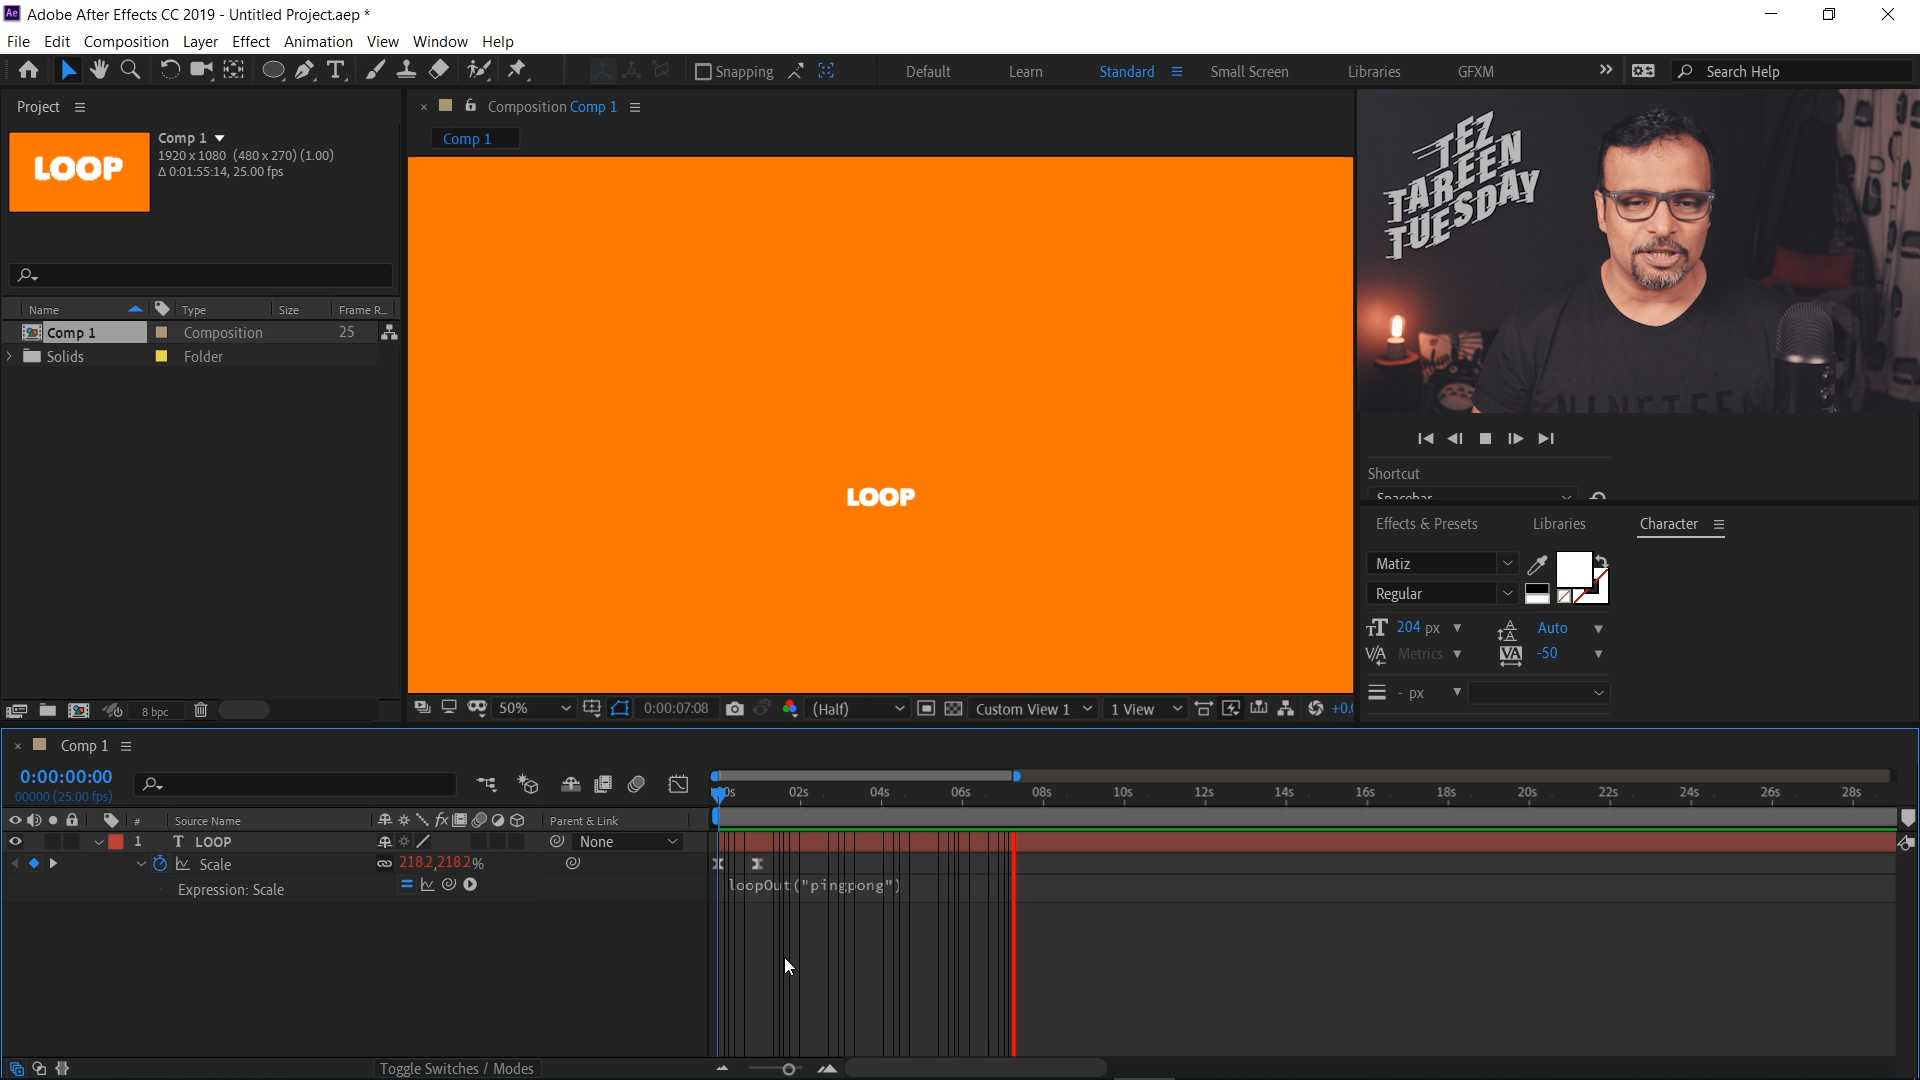 Adobe After Effects CC 2019 - Untitled Project.aep *
File Edit Composition Layer Effect Animation View Window Help
Snapping
Default Learn Standard Small Screen Libraries GFXM
Search Help
Project
Comp 1
1920 x 1080 (480 x 270) (1.00)
Δ 0:01:55:14, 25.00 fps
LOOP
Name Type Size Frame R...
Comp 1 Composition 25
Solids Folder
8 bpc
Composition Comp 1
Comp 1
LOOP
50% 0:00:07:08 (Half) Custom View 1 1 View +0.
TEZ
TAREEN
TUESDAY
NINETEEN
Shortcut
Spacebar
Effects & Presets Libraries Character
Matiz
Regular
204 px Auto
Metrics -50
- px
Comp 1
0:00:00:00
00000 (25.00 fps)
02s 04s 06s 08s 10s 12s 14s 16s 18s 20s 22s 24s 26s 28s
# Source Name Parent & Link
1 T LOOP None
Scale 218.2,218.2%
Expression: Scale loopOut("pingpong")
Toggle Switches / Modes